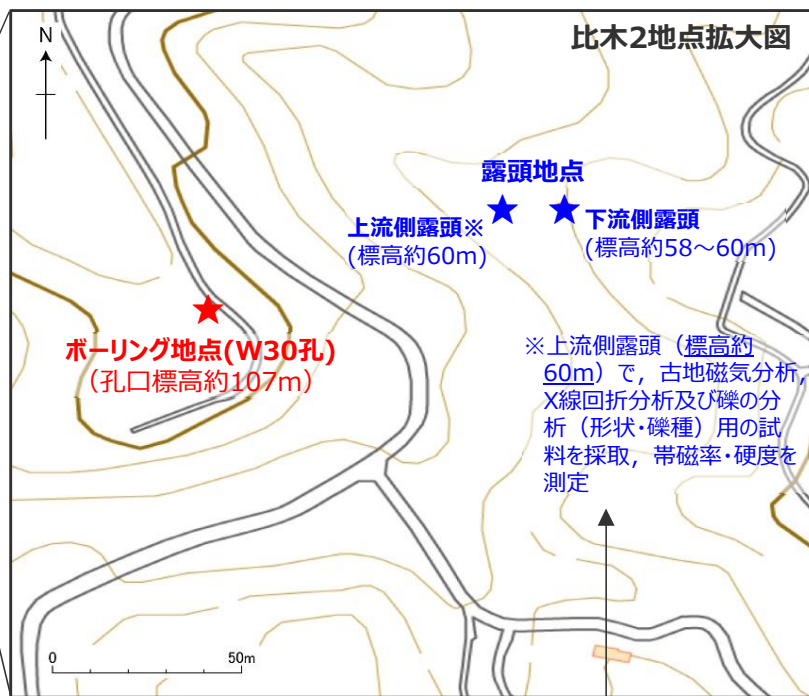 比木2地点拡大図
N
露頭地点
上流側露頭※
(標高約60m)
下流側露頭
(標高約58～60m)
ボーリング地点(W30孔)
（孔口標高約107m）
※上流側露頭（標高約
60m）で，古地磁気分析，
X線回折分析及び礫の分
析（形状・礫種）用の試
料を採取，帯磁率・硬度を
測定
0 50m